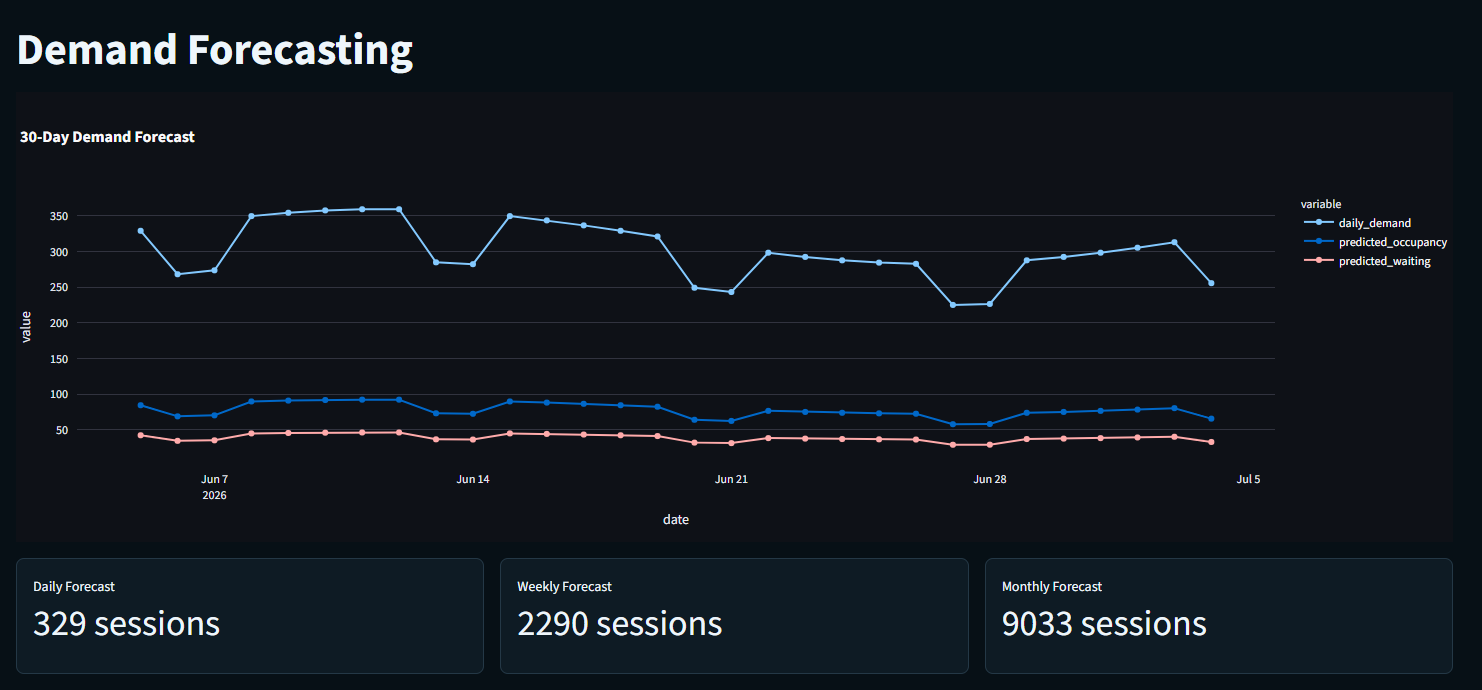 Demand Forecasting
30-Day Demand Forecast
variable
daily_demand
predicted_occupancy
predicted_waiting
350
300
250
200
150
100
50
value
Jun 7
2026
Jun 14
Jun 21
Jun 28
Jul 5
date
Daily Forecast
329 sessions
Weekly Forecast
2290 sessions
Monthly Forecast
9033 sessions